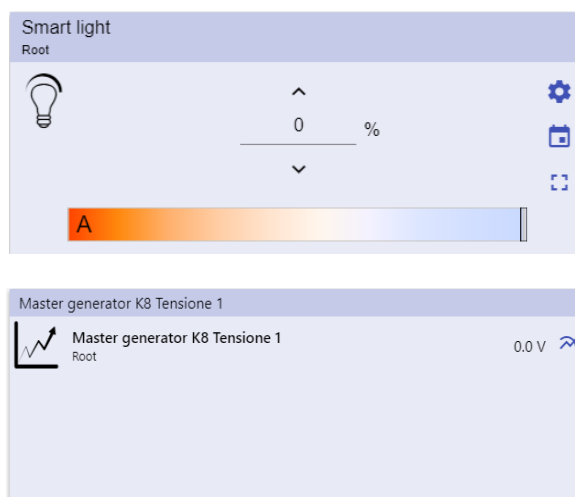 Smart light
Root
0 %
A
Master generator K8 Tensione 1
Master generator K8 Tensione 1
Root
0.0 V